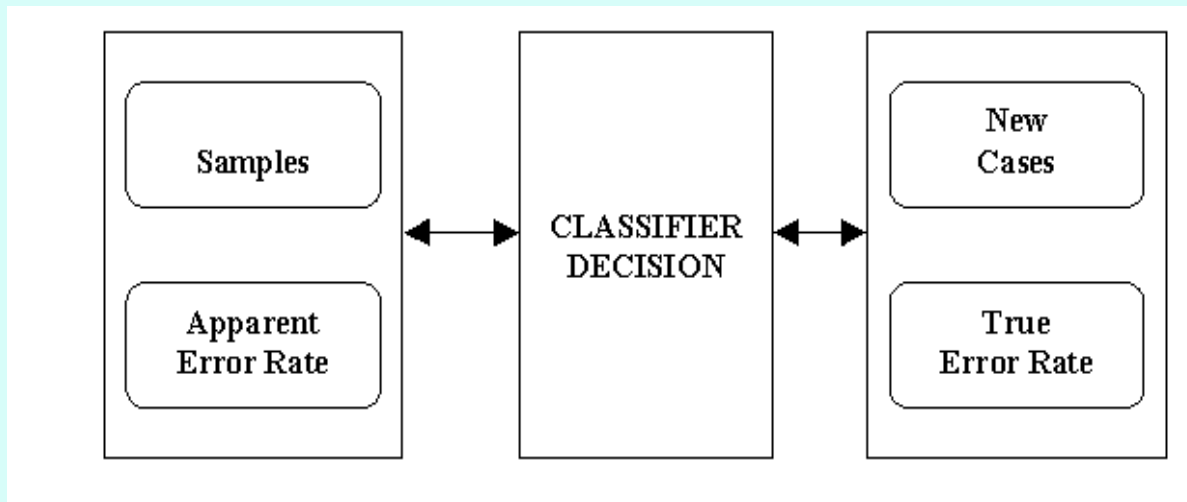 Samples
Apparent
Error Rate
CLASSIFIER
DECISION
New
Cases
True
Error Rate